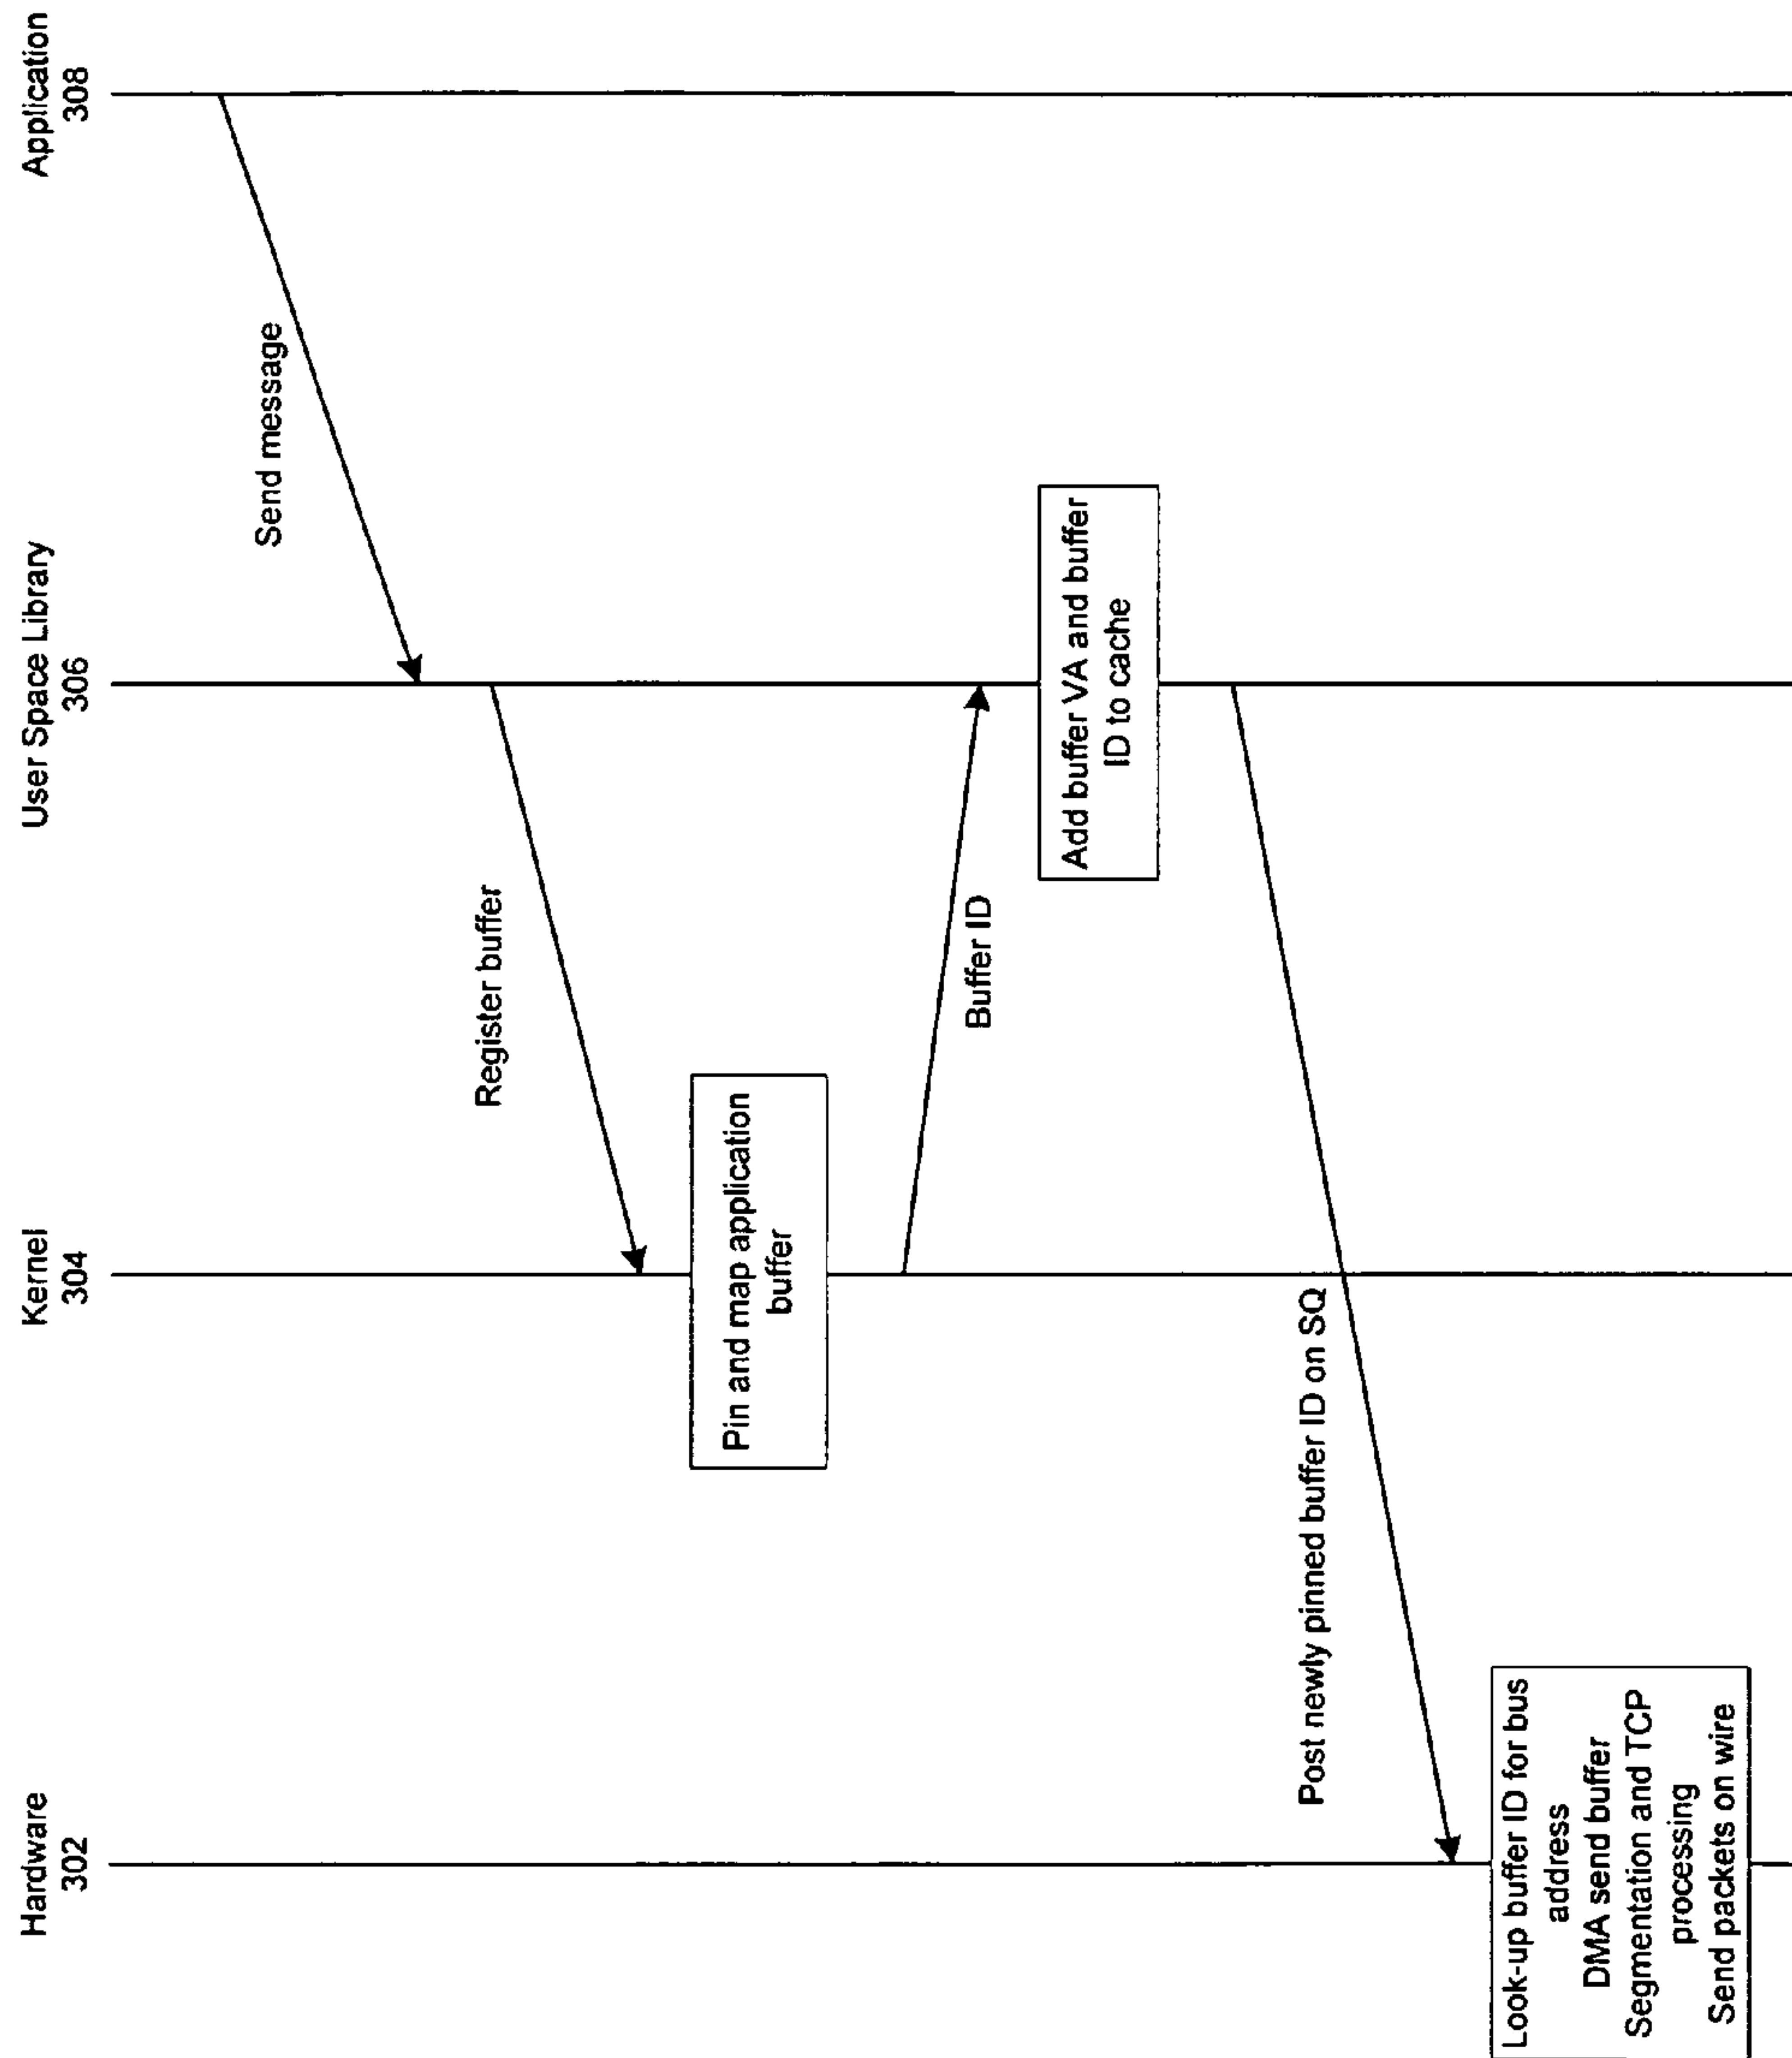 Hardware
302
Kernel
304
User Space Library
306
Application
308
Send message
Register buffer
Pin and map application
buffer
Buffer ID
Add buffer VA and buffer
ID to cache
Post newly pinned buffer ID on SQ
Look-up buffer ID for bus
address
DMA send buffer
Segmentation and TCP
processing
Send packets on wire